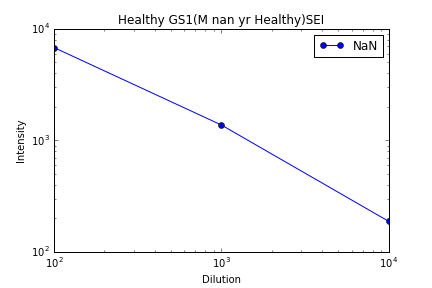 Healthy GS1(M nan yr Healthy)SEI
NaN
Intensity
10^4
10^3
10^2
10^2 10^3 10^4
Dilution